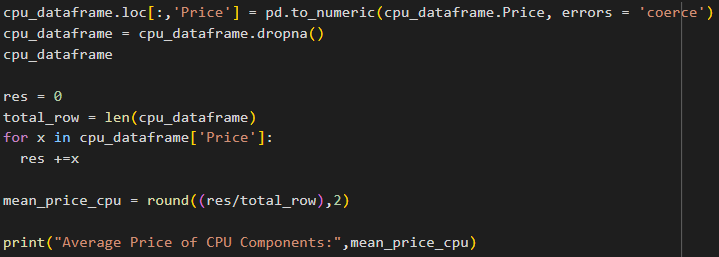 cpu_dataframe.loc[:,'Price'] = pd.to_numeric(cpu_dataframe.Price, errors = 'coerce')
cpu_dataframe = cpu_dataframe.dropna()
cpu_dataframe
res = 0
total_row = len(cpu_dataframe)
for x in cpu_dataframe['Price']:
  res +=x
mean_price_cpu = round((res/total_row),2)
print("Average Price of CPU Components:",mean_price_cpu)